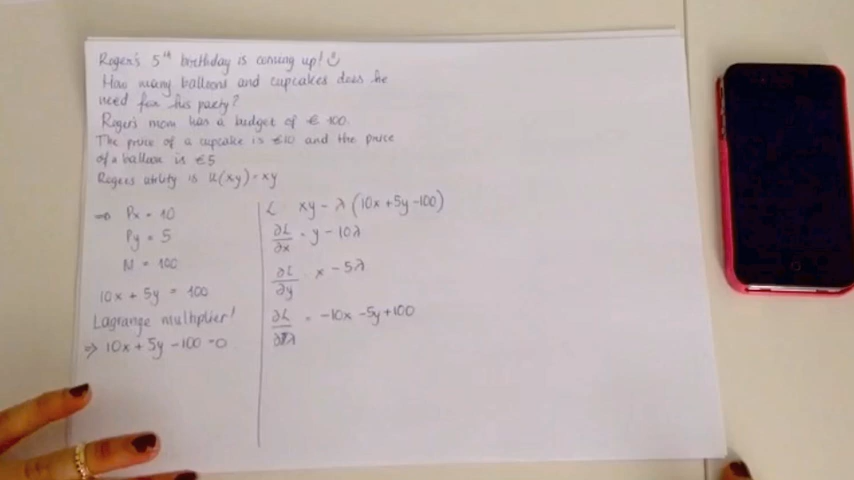 Roger's 5th birthday is coming up! ☺
How many balloons and cupcakes does he
need for his party?
Roger's mom has a budget of € 100.
The price of a cupcake is €10 and the price
of a balloon is €5
Rogers utility is u(xy)=xy
⇒ Px = 10
Py = 5
M = 100
10x + 5y = 100
Lagrange multiplier!
⇒ 10x + 5y - 100 = 0
L xy - λ (10x + 5y - 100)
∂L/∂x = y - 10λ
∂L/∂y x - 5λ
∂L/∂λ = -10x - 5y + 100